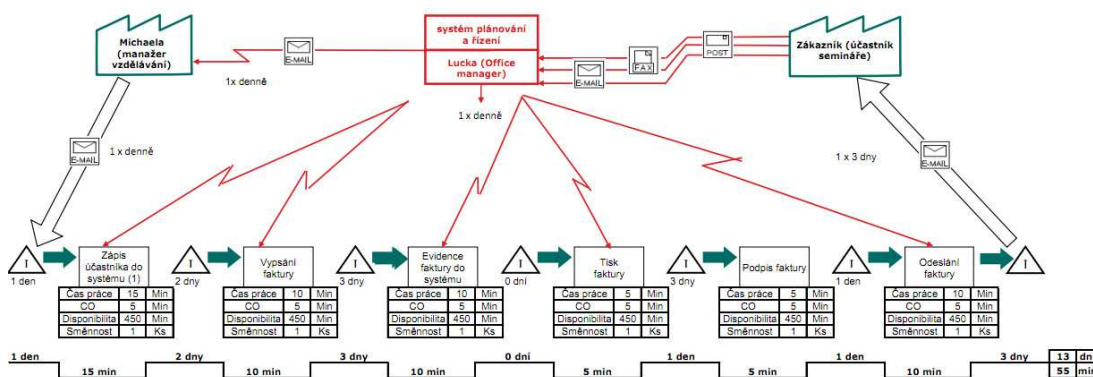 Michaela
(manažer
vzdělávání)
E-MAIL
1x denně
systém plánování
a řízení
Lucka (Office
manager)
1x denně
E-MAIL
FAX
POST
Zákazník (účastník
semináře)
E-MAIL
1 x denně
E-MAIL
1 x 3 dny
I
1 den
Zápis
účastníka do
systému (1)
Čas práce 15 Min
CO 5 Min
Disponibilita 450 Min
Směnnost 1 Ks
I
2 dny
Vypsání
faktury
Čas práce 10 Min
CO 5 Min
Disponibilita 450 Min
Směnnost 1 Ks
I
3 dny
Evidence
faktury do
systému
Čas práce 10 Min
CO 5 Min
Disponibilita 450 Min
Směnnost 1 Ks
I
0 dní
Tisk
faktury
Čas práce 5 Min
CO 5 Min
Disponibilita 450 Min
Směnnost 1 Ks
I
3 dny
Podpis faktury
Čas práce 5 Min
CO 5 Min
Disponibilita 450 Min
Směnnost 1 Ks
I
1 den
Odeslání
faktury
Čas práce 10 Min
CO 5 Min
Disponibilita 450 Min
Směnnost 1 Ks
I
1 den 2 dny 3 dny 0 dní 1 den 1 den 3 dny 13
15 min 10 min 10 min 5 min 5 min 10 min 55 min